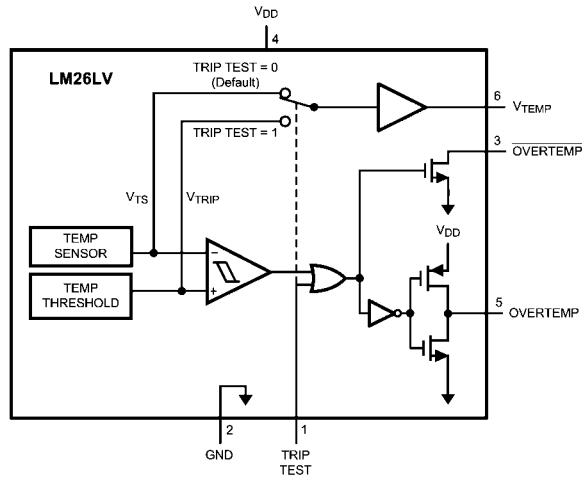 VDD
4
LM26LV
TRIP TEST = 0
(Default)
6
VTEMP
TRIP TEST = 1
3
OVERTEMP
VTS
VTRIP
VDD
TEMP
SENSOR
−
TEMP
THRESHOLD
+
5
OVERTEMP
2
1
GND
TRIP
TEST